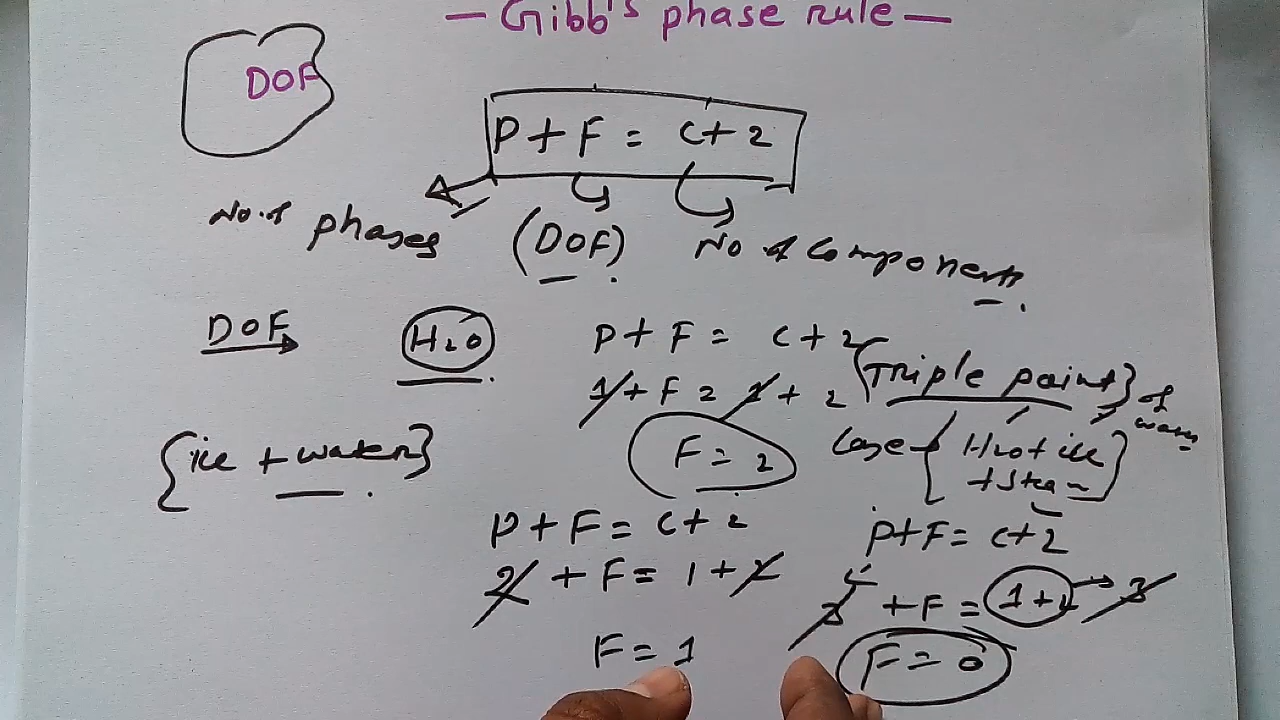 — Gibb's phase rule —
DOF
P + F = C + 2
No. of phases
(DOF)
No of components
DOF
H2O
P + F = C + 2
1 + F = 1 + 2
F = 2
{ice + water}
P + F = C + 2
2 + F = 1 + 2
F = 1
(Triple point} of water
Case {H2O + ice
+ steam}
P + F = C + 2
3 + F = 1 + 2 → 3
F = 0